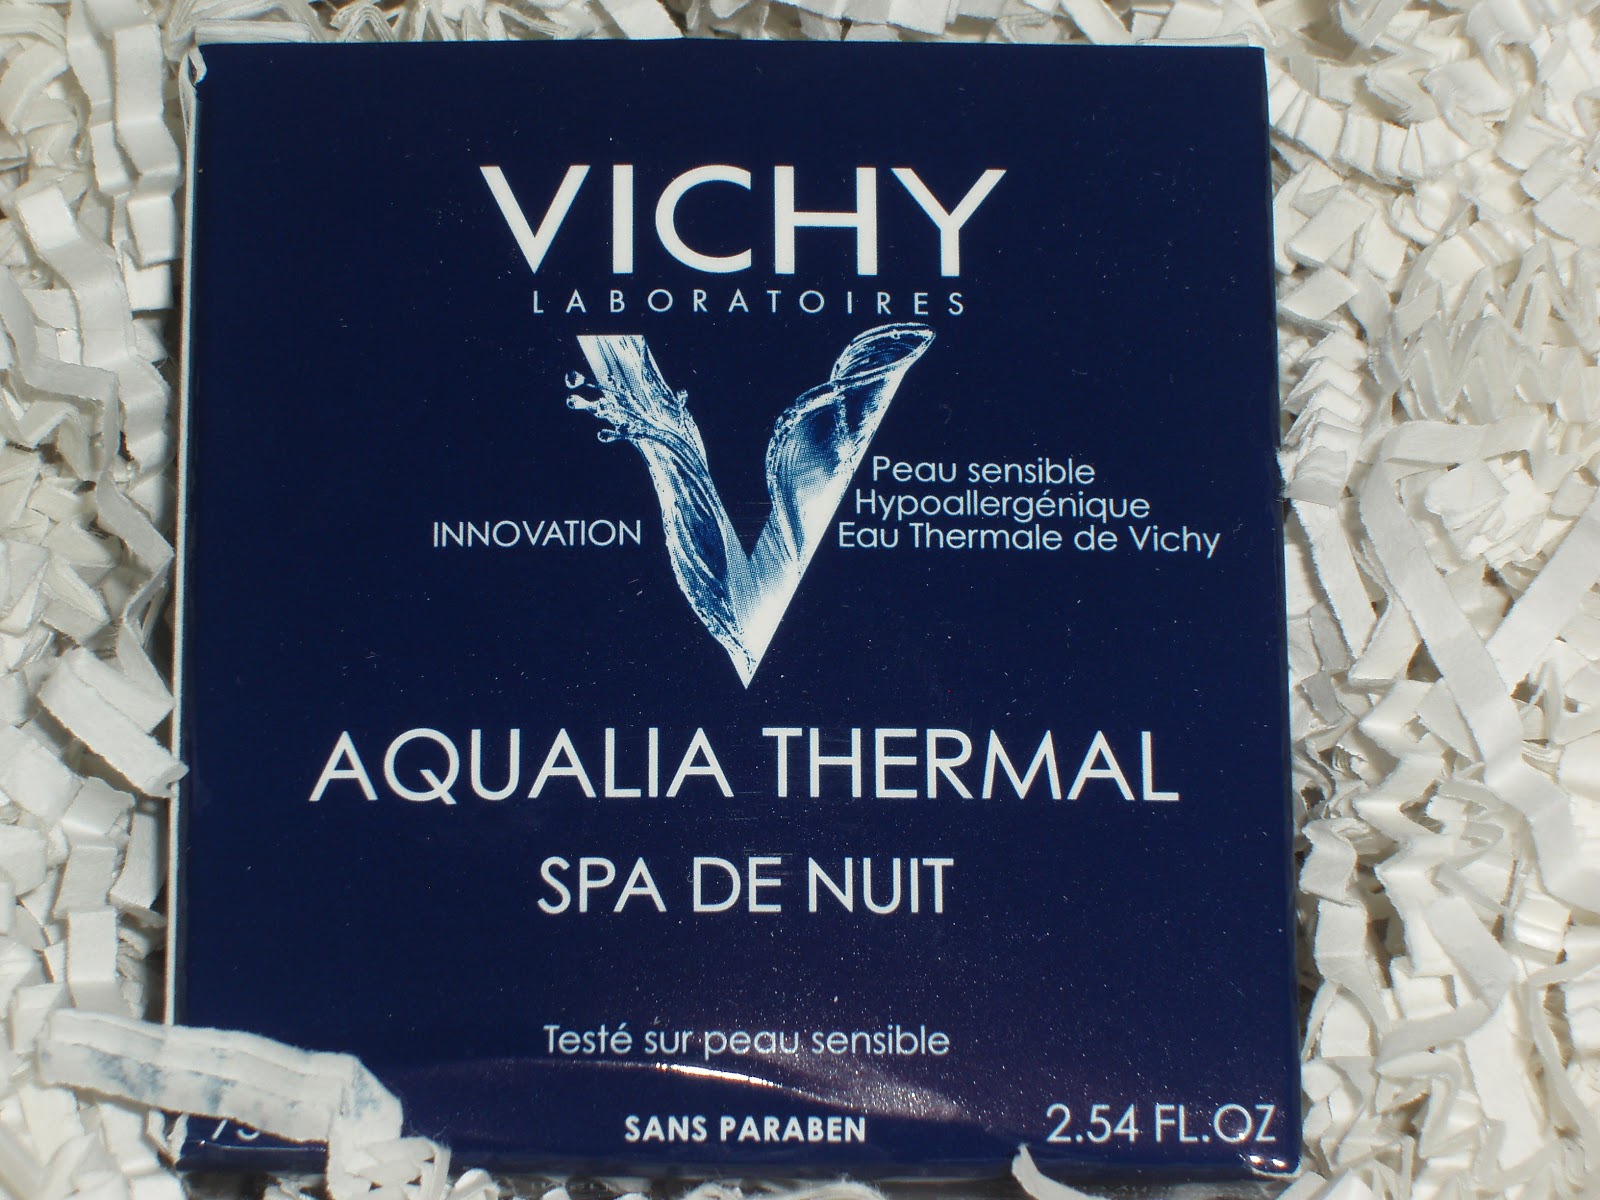 VICHY
LABORATOIRES
Peau sensible
Hypoallergénique
INNOVATION
Eau Thermale de Vichy
AQUALIA THERMAL
SPA DE NUIT
Testé sur peau sensible
SANS PARABEN
2.54 FL.OZ